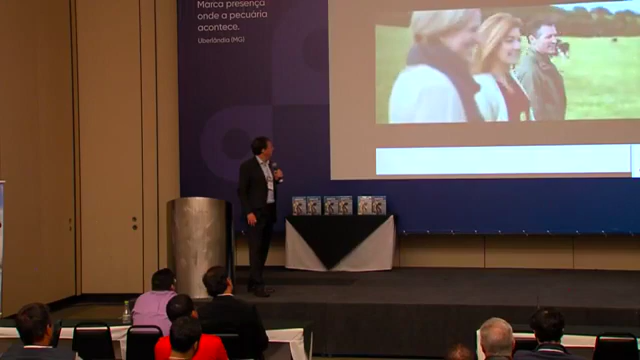 Marca presença
onde a pecuária
acontece.
Uberlândia (MG)